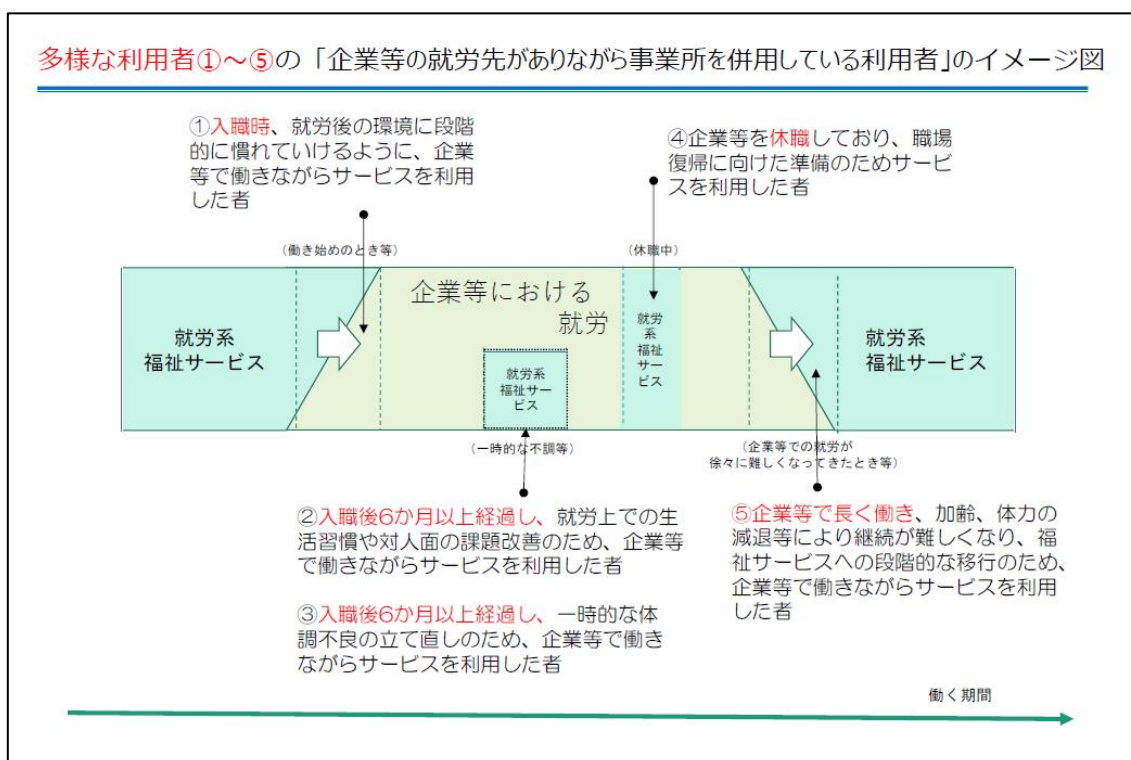 多様な利用者①～⑤の「企業等の就労先がありながら事業所を併用している利用者」のイメージ図
①入職時、就労後の環境に段階
的に慣れていけるように、企業
等で働きながらサービスを利用
した者
④企業等を休職しており、職場
復帰に向けた準備のためサービ
スを利用した者
（働き始めのとき等）
（休職中）
就労系
福祉サービス
企業等における
就労
就労系
福祉サー
ビス
就労
系
福祉
サー
ビス
就労系
福祉サービス
（一時的な不調等）
（企業等での就労が
徐々に難しくなってきたとき等）
②入職後6か月以上経過し、就労上での生
活習慣や対人面の課題改善のため、企業等
で働きながらサービスを利用した者
③入職後6か月以上経過し、一時的な体
調不良の立て直しのため、企業等で働き
ながらサービスを利用した者
⑤企業等で長く働き、加齢、体力の
減退等により継続が難しくなり、福
祉サービスへの段階的な移行のため、
企業等で働きながらサービスを利用
した者
働く期間